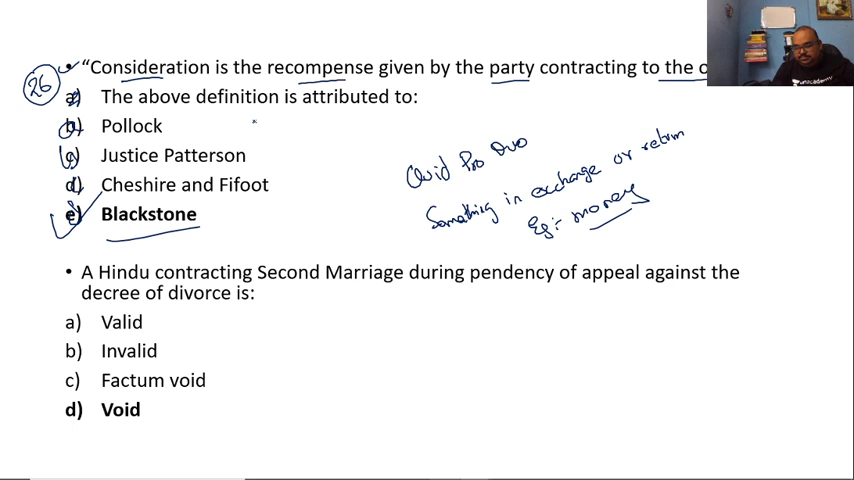 26 • “Consideration is the recompense given by the party contracting to the o
a) The above definition is attributed to:
b) Pollock
c) Justice Patterson
d) Cheshire and Fifoot
e) Blackstone
Quid Pro Quo
Something in exchange or return
Eg:- money
• A Hindu contracting Second Marriage during pendency of appeal against the
decree of divorce is:
a) Valid
b) Invalid
c) Factum void
d) Void
unacademy